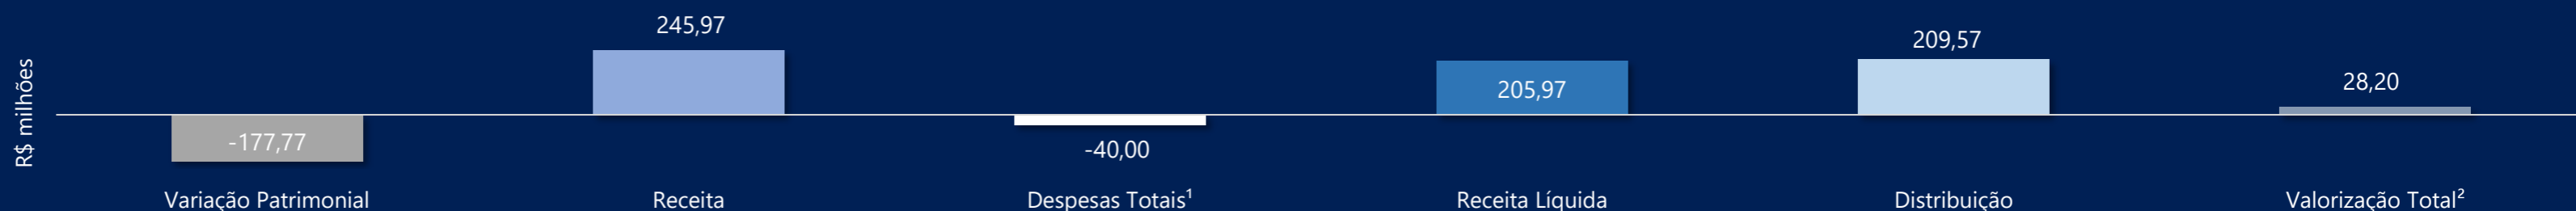 R$ milhões
-177,77
245,97
-40,00
205,97
209,57
28,20
Variação Patrimonial
Receita
Despesas Totais¹
Receita Líquida
Distribuição
Valorização Total²